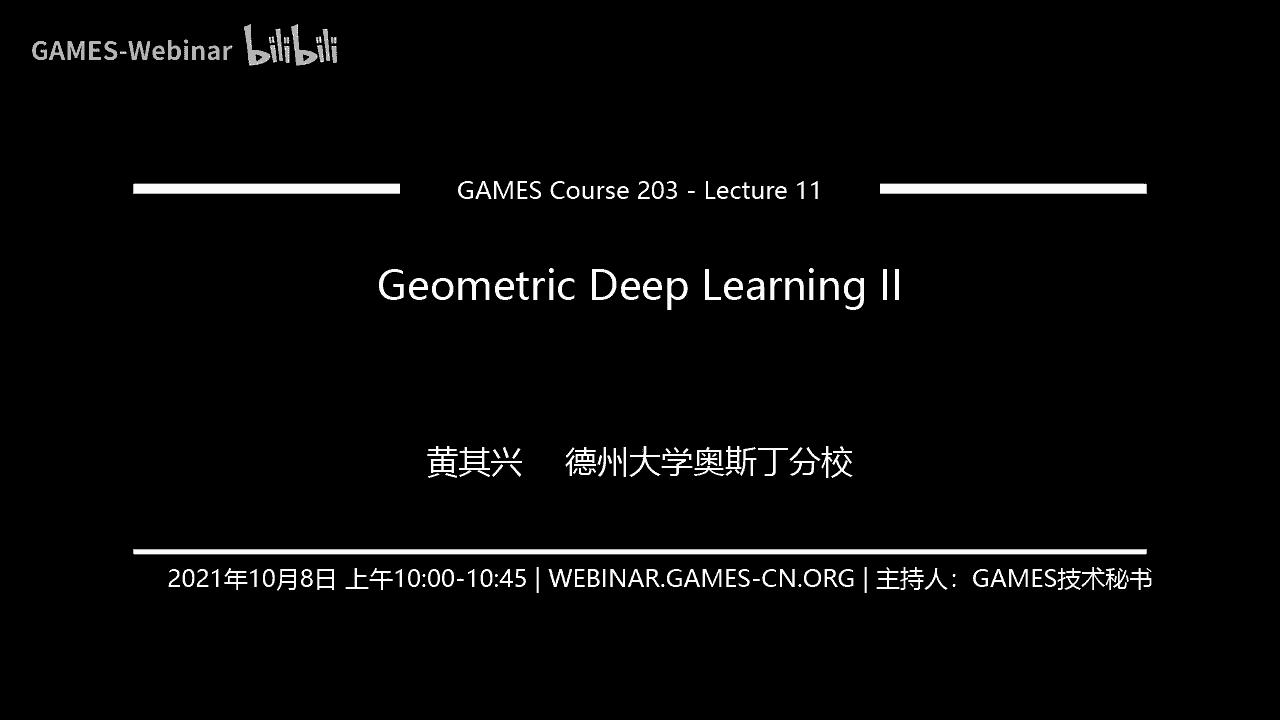 GAMES-Webinar bilibili
GAMES Course 203 - Lecture 11
Geometric Deep Learning II
黄其兴 德州大学奥斯丁分校
2021年10月8日 上午10:00-10:45 | WEBINAR.GAMES-CN.ORG | 主持人：GAMES技术秘书